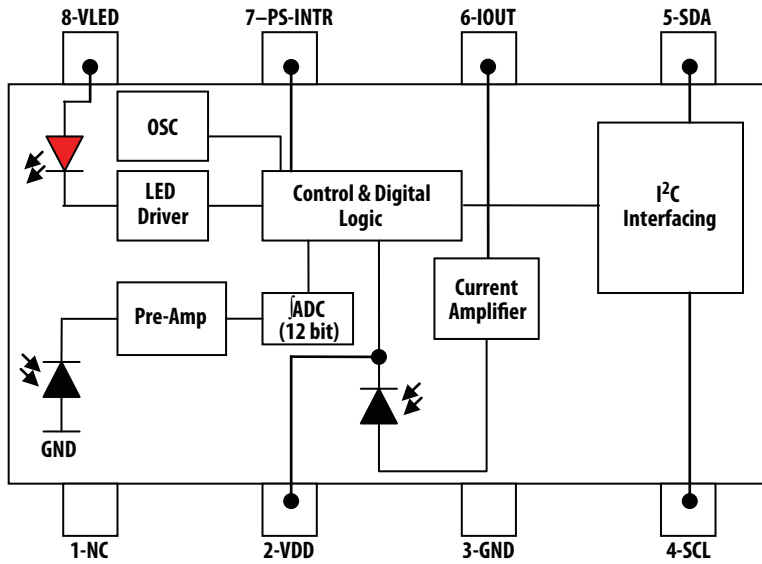 8-VLED
7–PS-INTR
6-IOUT
5-SDA
OSC
LED
Driver
Control & Digital
Logic
I²C
Interfacing
Pre-Amp
∫ADC
(12 bit)
Current
Amplifier
GND
1-NC
2-VDD
3-GND
4-SCL